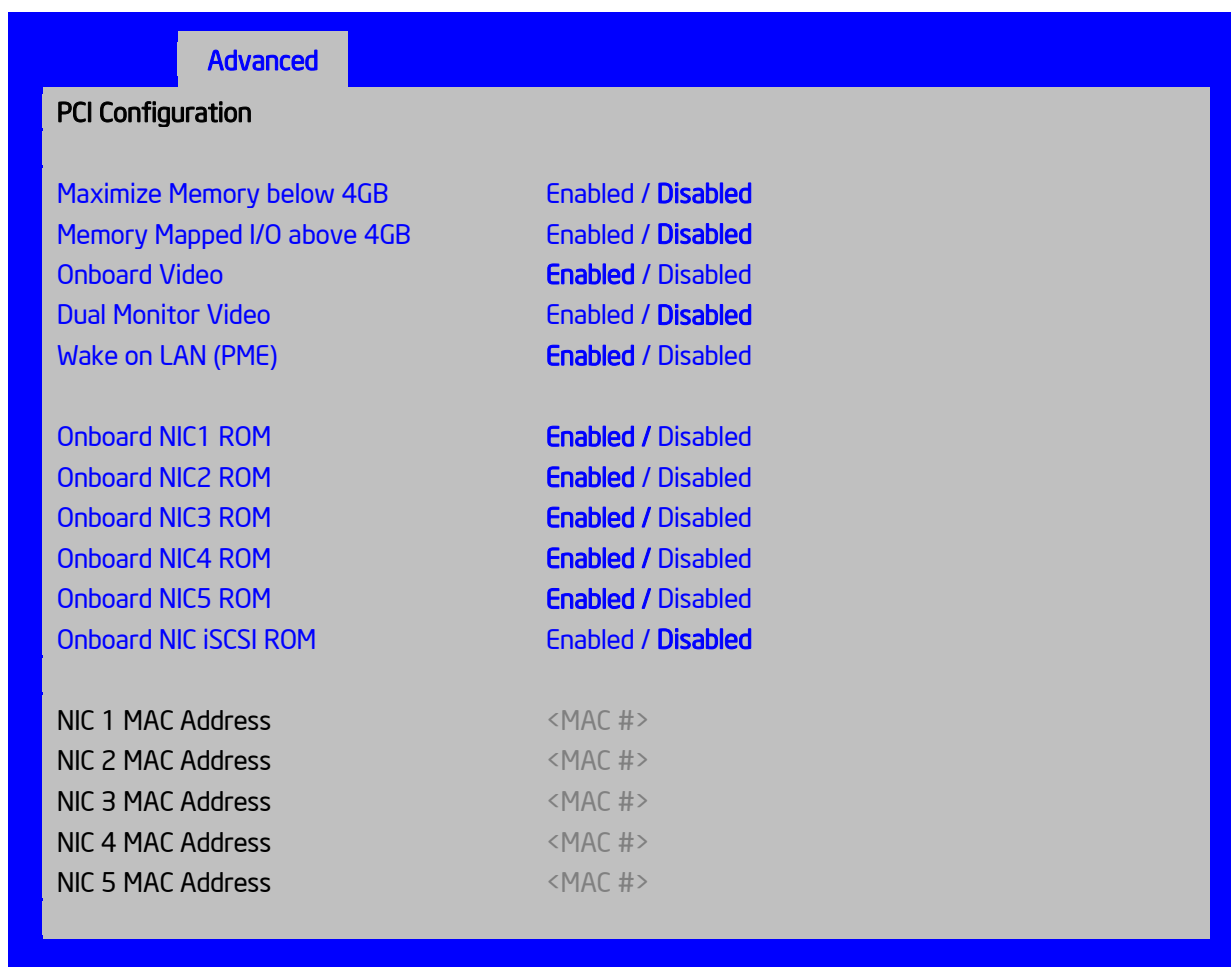 Advanced
PCI Configuration
Maximize Memory below 4GB Enabled / Disabled
Memory Mapped I/O above 4GB Enabled / Disabled
Onboard Video Enabled / Disabled
Dual Monitor Video Enabled / Disabled
Wake on LAN (PME) Enabled / Disabled
Onboard NIC1 ROM Enabled / Disabled
Onboard NIC2 ROM Enabled / Disabled
Onboard NIC3 ROM Enabled / Disabled
Onboard NIC4 ROM Enabled / Disabled
Onboard NIC5 ROM Enabled / Disabled
Onboard NIC iSCSI ROM Enabled / Disabled
NIC 1 MAC Address <MAC #>
NIC 2 MAC Address <MAC #>
NIC 3 MAC Address <MAC #>
NIC 4 MAC Address <MAC #>
NIC 5 MAC Address <MAC #>